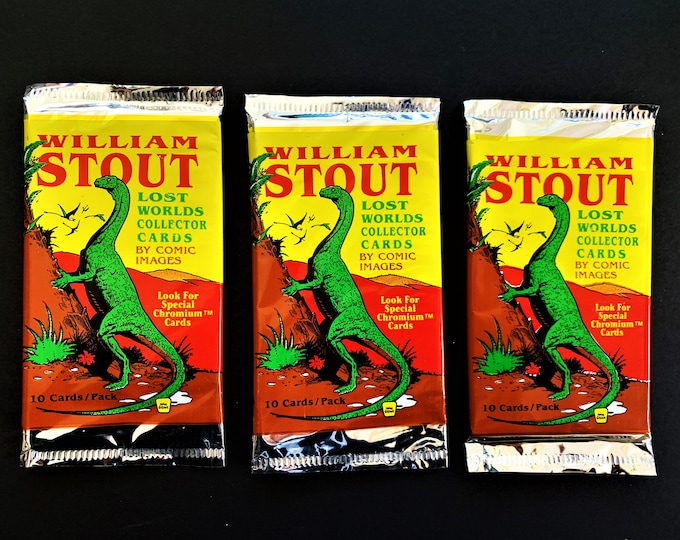 WILLIAM
STOUT
LOST
WORLDS
COLLECTOR
CARDS
BY COMIC
IMAGES
Look For
Special
Chromium™
Cards
10 Cards/Pack
WILLIAM
STOUT
LOST
WORLDS
COLLECTOR
CARDS
BY COMIC
IMAGES
Look For
Special
Chromium™
Cards
10 Cards/Pack
WILLIAM
STOUT
LOST
WORLDS
COLLECTOR
CARDS
BY COMIC
IMAGES
Look For
Special
Chromium™
Cards
10 Cards/Pack